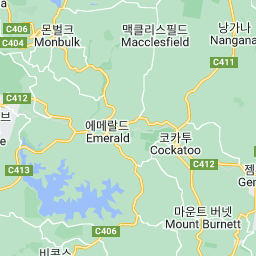 C406
몬벌크
Monbulk
C404
맥클리스필드
Macclesfield
낭가나
Nangana
C411
C412
브
에메랄드
Emerald
코카투
Cockatoo
C412
C413
마운트 버넷
Mount Burnett
C406